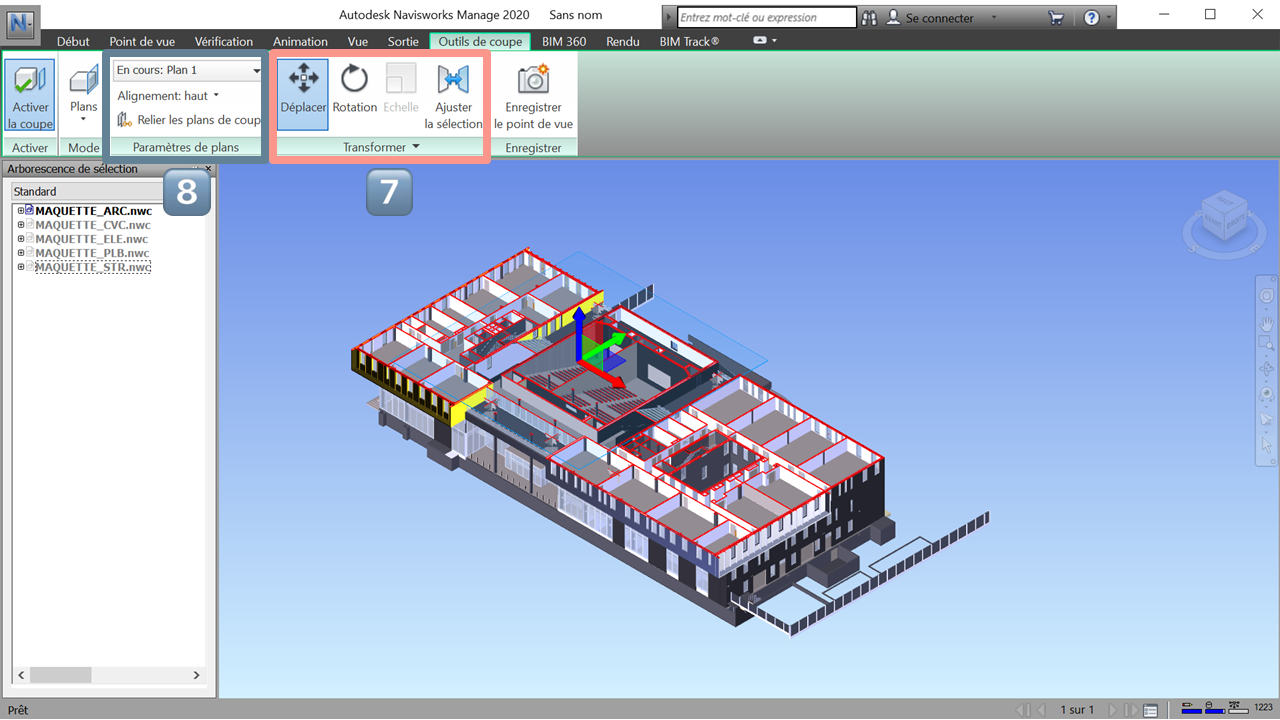 Autodesk Navisworks Manage 2020 Sans nom
Entrez mot-clé ou expression
Se connecter
N
Début Point de vue Vérification Animation Vue Sortie Outils de coupe BIM 360 Rendu BIM Track®
Activer
la coupe
Activer
Plans
Mode
En cours: Plan 1
Alignement: haut
Relier les plans de coup
Paramètres de plans
Déplacer
Rotation
Echelle
Ajuster
la sélection
Transformer
Enregistrer
le point de vue
Enregistrer
8
7
Arborescence de sélection
Standard
MAQUETTE_ARC.nwc
MAQUETTE_CVC.nwc
MAQUETTE_ELE.nwc
MAQUETTE_PLB.nwc
MAQUETTE_STR.nwc
Prêt
1 sur 1
1223